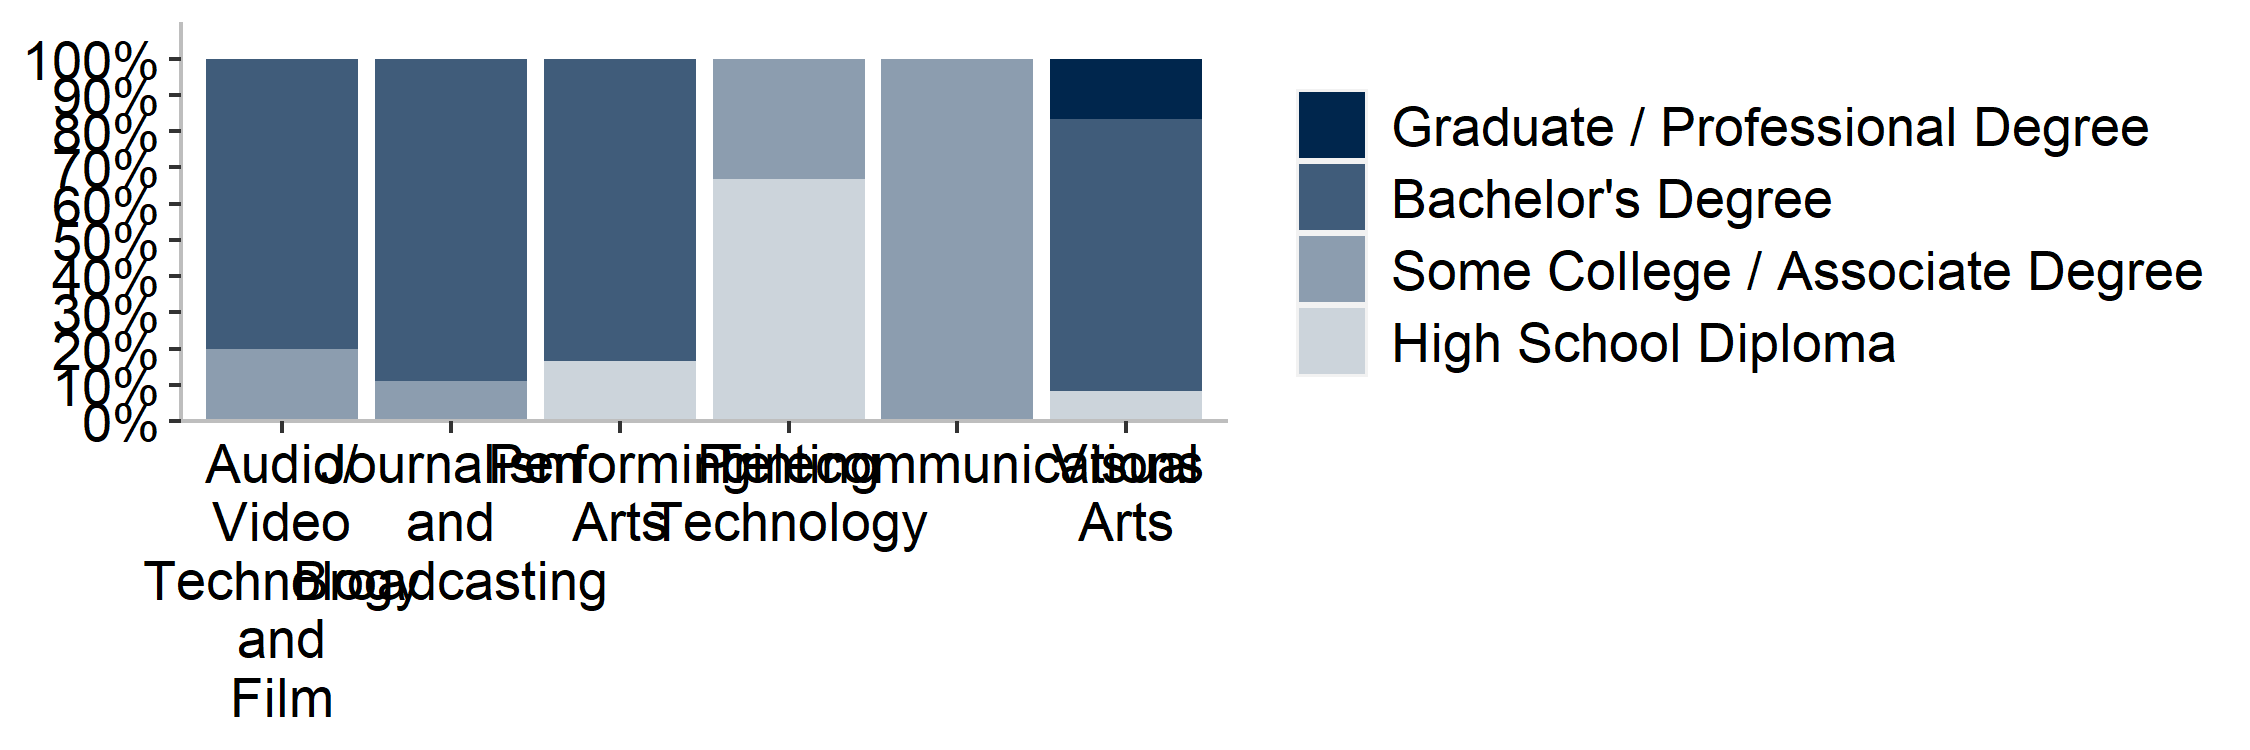 100%
90%
80%
70%
60%
50%
40%
30%
20%
10%
0%
Audio/
Video
Technology
and
Film
Journalism
and
Broadcasting
Performing
Arts
Printing
Technology
Telecommunications
Visual
Arts
Graduate / Professional Degree
Bachelor's Degree
Some College / Associate Degree
High School Diploma